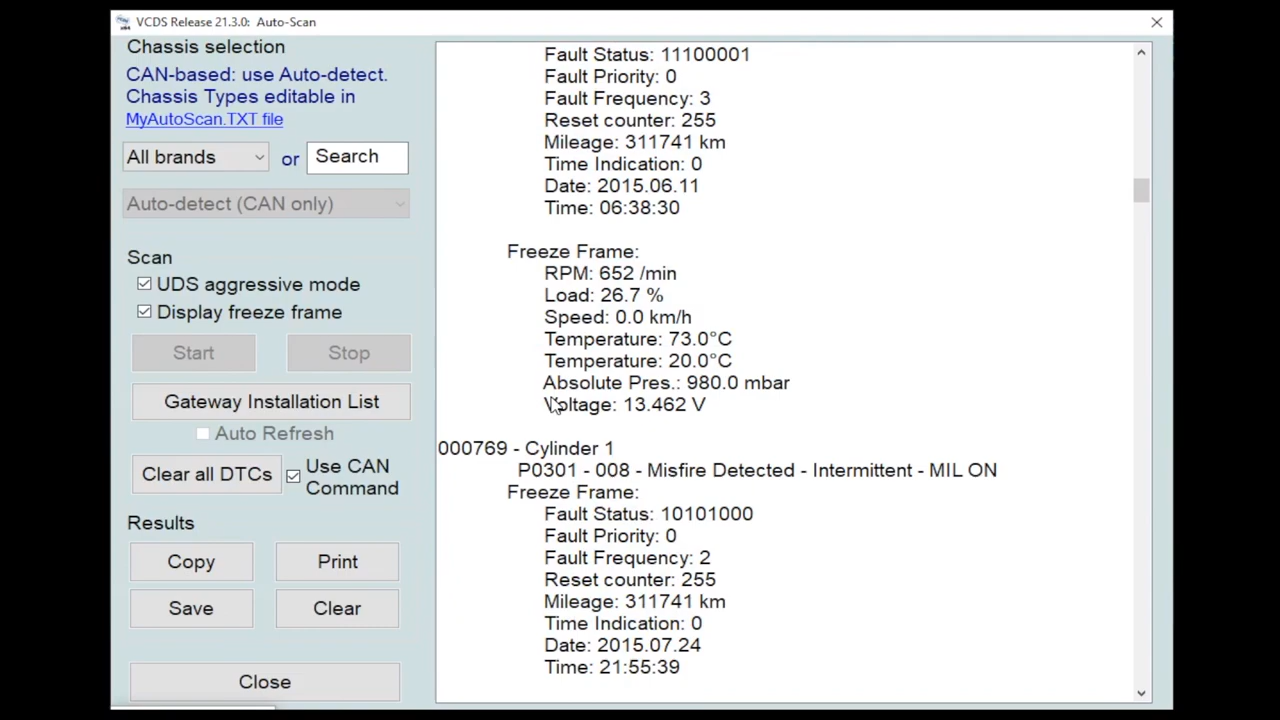 VCDS Release 21.3.0: Auto-Scan
Chassis selection
CAN-based: use Auto-detect.
Chassis Types editable in
MyAutoScan.TXT file
All brands or Search
Auto-detect (CAN only)
Scan
UDS aggressive mode
Display freeze frame
Start Stop
Gateway Installation List
Auto Refresh
Clear all DTCs
Use CAN
Command
Results
Copy Print
Save Clear
Close
Fault Status: 11100001
Fault Priority: 0
Fault Frequency: 3
Reset counter: 255
Mileage: 311741 km
Time Indication: 0
Date: 2015.06.11
Time: 06:38:30
Freeze Frame:
RPM: 652 /min
Load: 26.7 %
Speed: 0.0 km/h
Temperature: 73.0°C
Temperature: 20.0°C
Absolute Pres.: 980.0 mbar
Voltage: 13.462 V
000769 - Cylinder 1
P0301 - 008 - Misfire Detected - Intermittent - MIL ON
Freeze Frame:
Fault Status: 10101000
Fault Priority: 0
Fault Frequency: 2
Reset counter: 255
Mileage: 311741 km
Time Indication: 0
Date: 2015.07.24
Time: 21:55:39